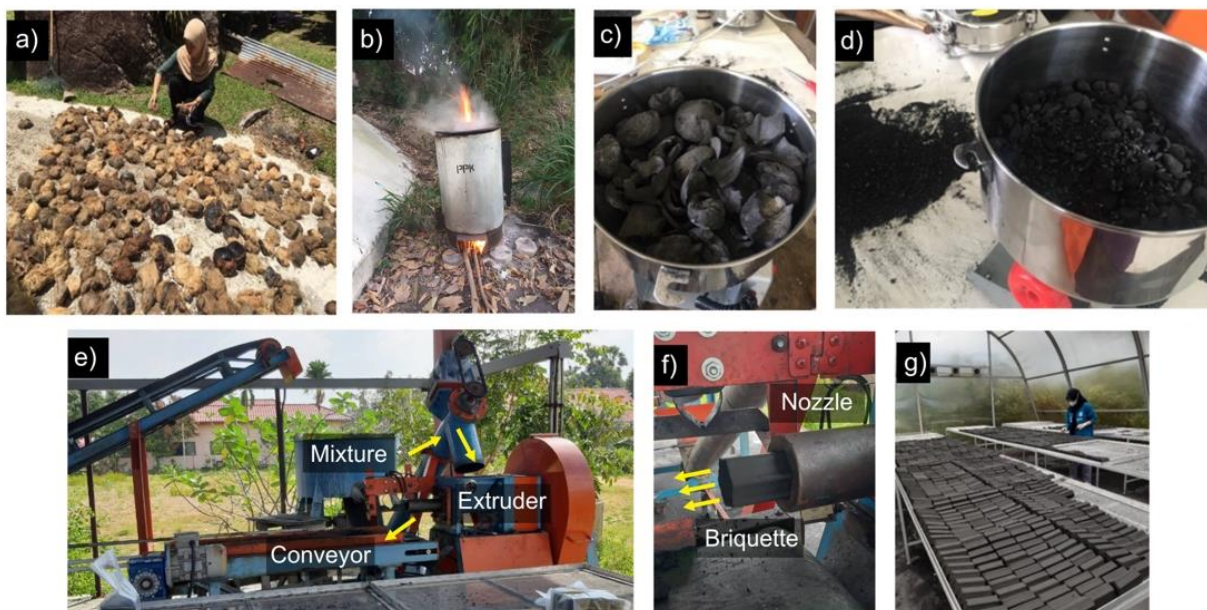 a)
b)
c)
d)
PPK
e)
Mixture
Extruder
Conveyor
f)
Nozzle
Briquette
g)